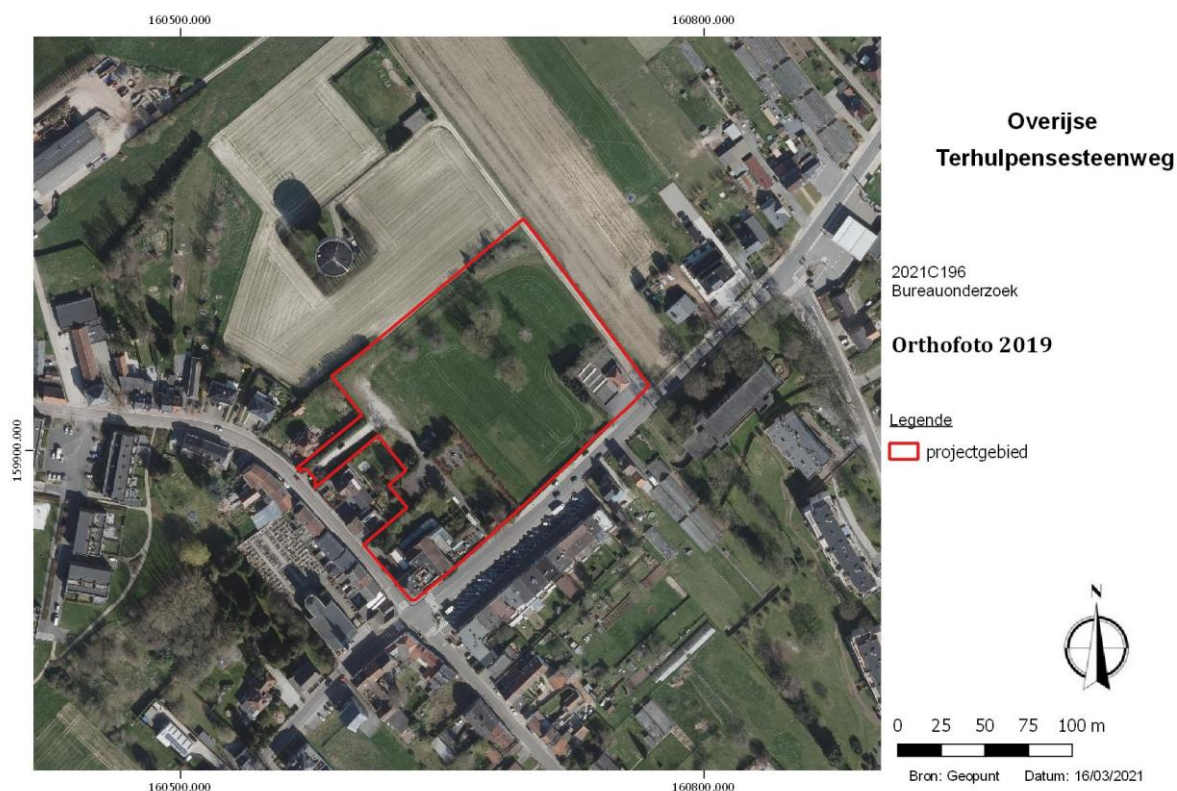 160500.000
160800.000
159900.000
160500.000
160800.000
Overijse
Terhulpensesteenweg
2021C196
Bureauonderzoek
Orthofoto 2019
Legende
projectgebied
N
0 25 50 75 100 m
Bron: Geopunt Datum: 16/03/2021